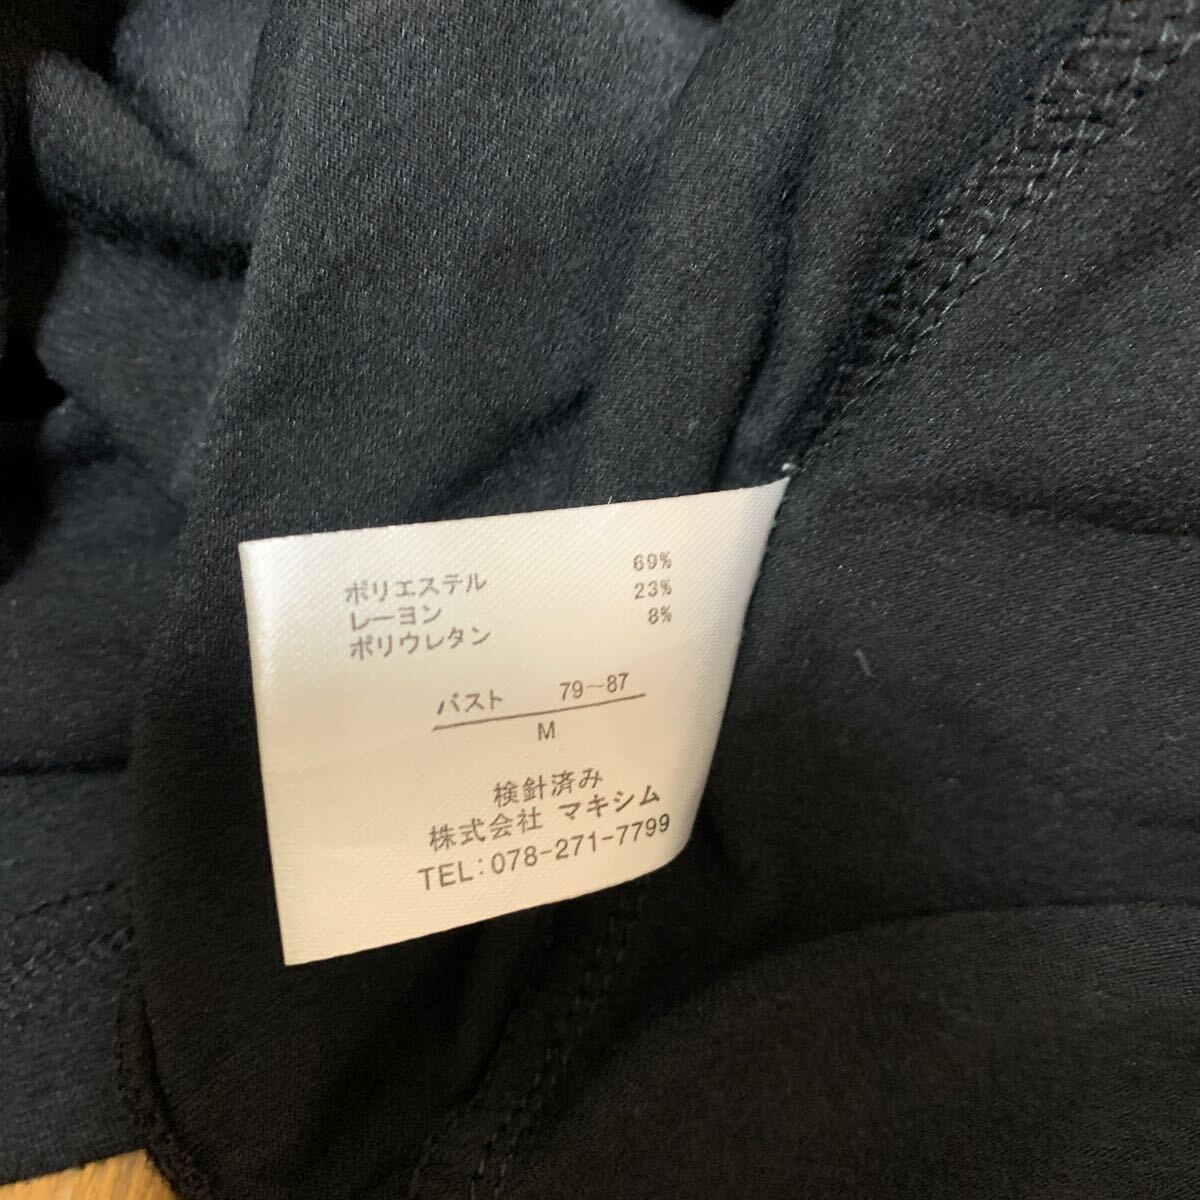 ポリエステル 69%
レーヨン 23%
ポリウレタン 8%
バスト 79~87
M
検針済み
株式会社 マキシム
TEL:078-271-7799